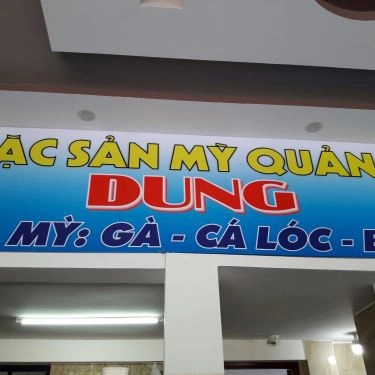 ẶC SẢN MỲ QUẢN
DUNG
MỲ: GÀ - CÁ LÓC -